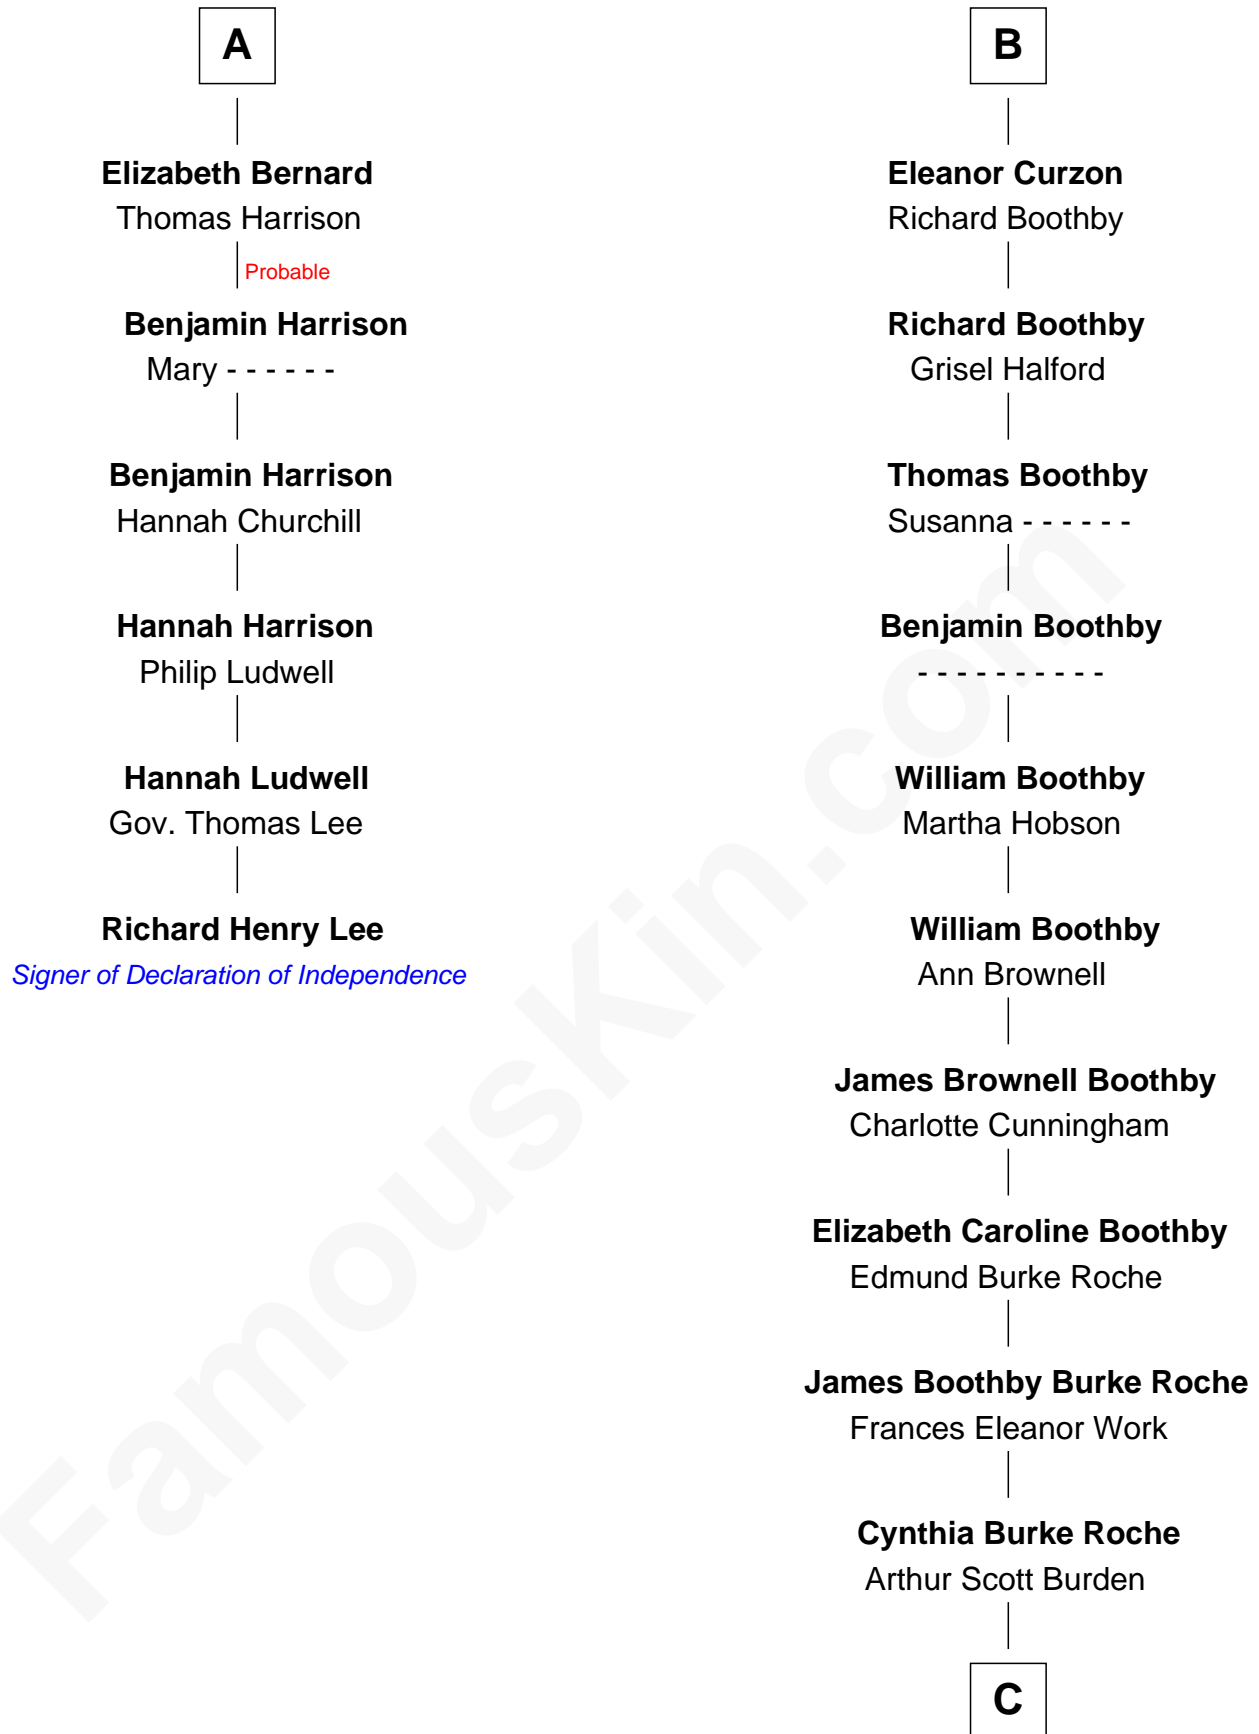 A
Elizabeth Bernard
Thomas Harrison
Probable
Benjamin Harrison
Mary - - - - - -
Benjamin Harrison
Hannah Churchill
Hannah Harrison
Philip Ludwell
Hannah Ludwell
Gov. Thomas Lee
Richard Henry Lee
Signer of Declaration of Independence
B
Eleanor Curzon
Richard Boothby
Richard Boothby
Grisel Halford
Thomas Boothby
Susanna - - - - - -
Benjamin Boothby
- - - - - - - - - -
William Boothby
Martha Hobson
William Boothby
Ann Brownell
James Brownell Boothby
Charlotte Cunningham
Elizabeth Caroline Boothby
Edmund Burke Roche
James Boothby Burke Roche
Frances Eleanor Work
Cynthia Burke Roche
Arthur Scott Burden
C
FamousKin.com